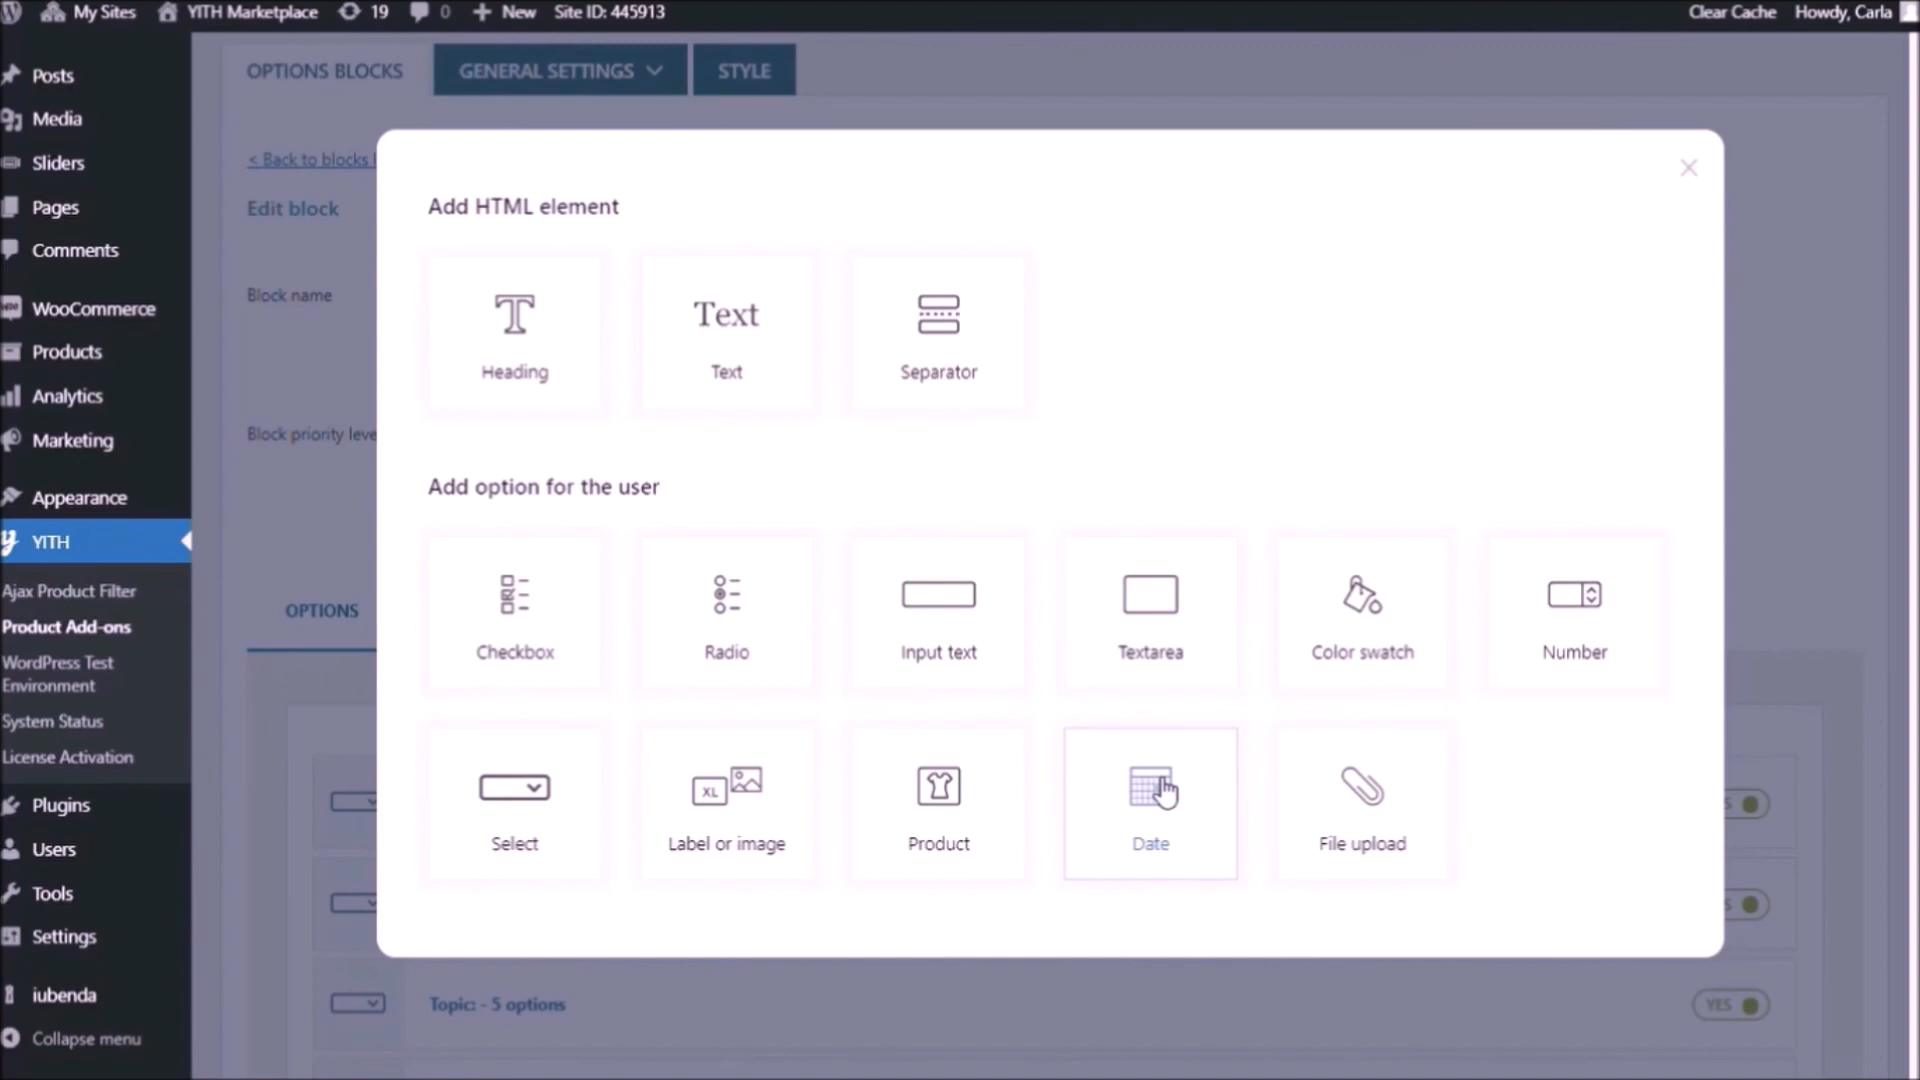 My Sites YITH Marketplace 19 0 New Site ID: 445913 Clear Cache Howdy, Carla
Posts
Media
Sliders
Pages
Comments
WooCommerce
Products
Analytics
Marketing
Appearance
YITH
Ajax Product Filter
Product Add-ons
WordPress Test
Environment
System Status
License Activation
Plugins
Users
Tools
Settings
iubenda
Collapse menu
OPTIONS BLOCKS GENERAL SETTINGS STYLE
< Back to blocks
Edit block
Block name
Block priority
OPTIONS
Add HTML element
Heading
Text
Text
Separator
Add option for the user
Checkbox
Radio
Input text
Textarea
Color swatch
Number
Select
XL
Label or image
Product
Date
File upload
Topic: - 5 options YES